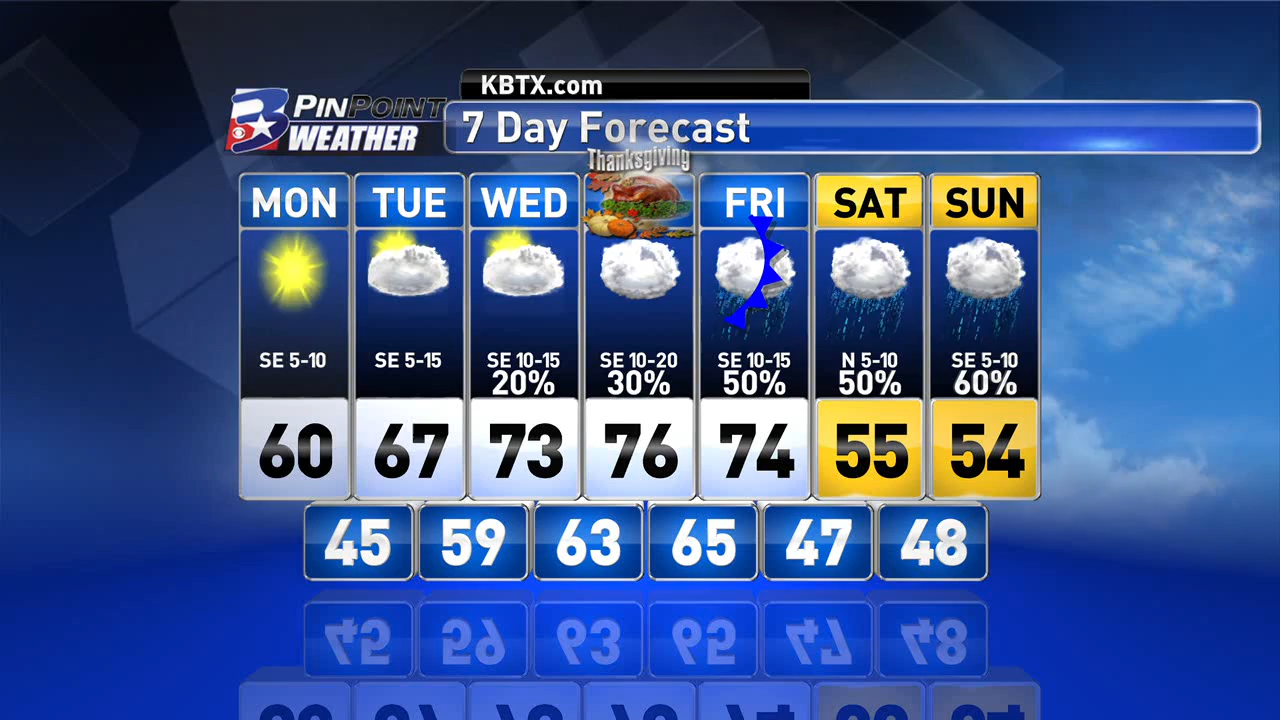 KBTX.com
3 PINPOINT
WEATHER
7 Day Forecast
Thanksgiving
MON TUE WED FRI SAT SUN
SE 5-10 SE 5-15 SE 10-15 SE 10-20 SE 10-15 N 5-10 SE 5-10
20% 30% 50% 50% 60%
60 67 73 76 74 55 54
45 59 63 65 47 48